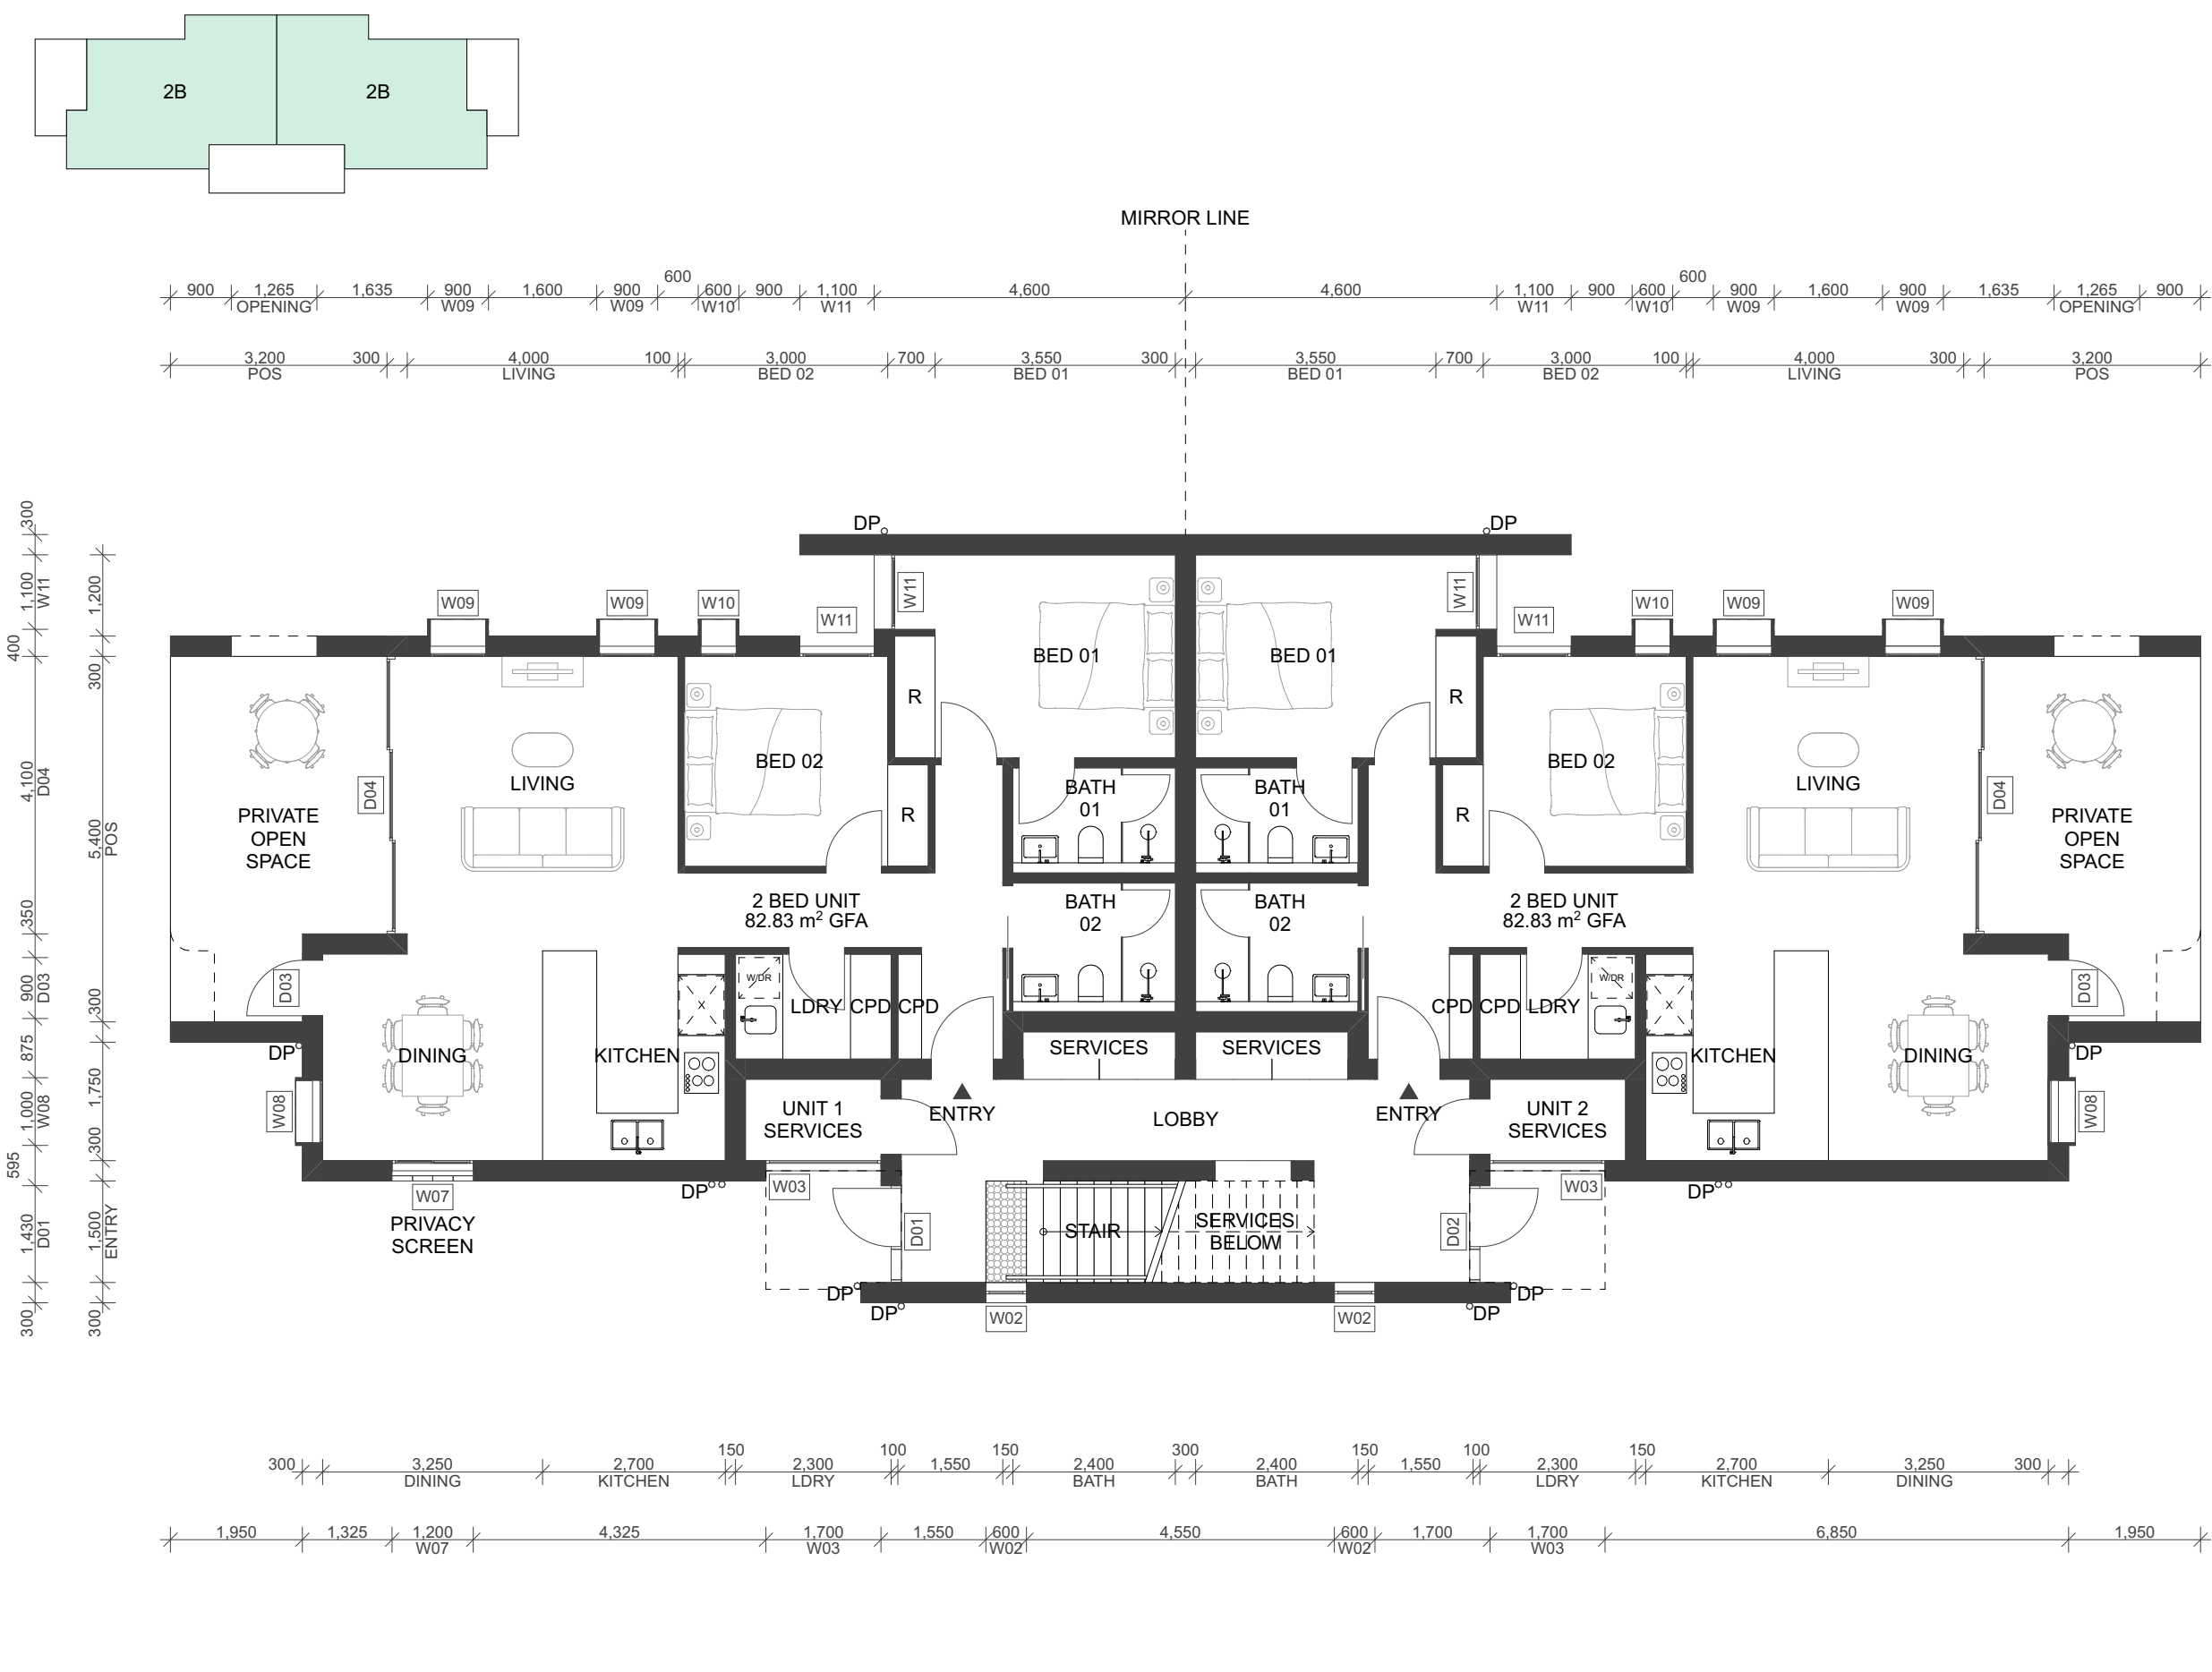 2B 2B
MIRROR LINE
600 600
900 1,265 1,635 900 1,600 900 600 900 1,100 4,600 4,600 1,100 900 600 900 1,600 900 1,635 1,265 900
OPENING W09 W09 W10 W11 W11 W10 W09 W09 OPENING
3,200 300 4,000 100 3,000 700 3,550 300 3,550 700 3,000 100 4,000 300 3,200
POS LIVING BED 02 BED 01 BED 01 BED 02 LIVING POS
300
1,100
W11
400
4,100
D04
350
900
D03
875
1,000
W08
595
1,430
D01
300
1,200
300
5,400
POS
300
1,750
300
1,500
ENTRY
300
DP DP
W11 W11
W09 W09 W10 W11 W11 W10 W09 W09
BED 01 BED 01
R R
BED 02 BED 02
LIVING LIVING
D04 D04
BATH
01
BATH
01
R R
PRIVATE
OPEN
SPACE
PRIVATE
OPEN
SPACE
2 BED UNIT
82.83 m² GFA
BATH
02
BATH
02
2 BED UNIT
82.83 m² GFA
W/DR W/DR
D03 D03
X X
LDRY CPD CPD CPD CPD LDRY
DP DINING KITCHEN SERVICES SERVICES KITCHEN DINING DP
W08 W08
UNIT 1
SERVICES
ENTRY LOBBY ENTRY
UNIT 2
SERVICES
W07 DP W03 W03 DP
PRIVACY
SCREEN
D01 STAIR
SERVICES
BELOW
D02
DP DP
DP DP
W02 W02
150 100 150 300 150 100 150
300 3,250 2,700 2,300 1,550 2,400 2,400 1,550 2,300 2,700 3,250 300
DINING KITCHEN LDRY BATH BATH LDRY KITCHEN DINING
1,950 1,325 1,200 4,325 1,700 1,550 600 4,550 600 1,700 1,700 6,850 1,950
W07 W03 W02 W02 W03